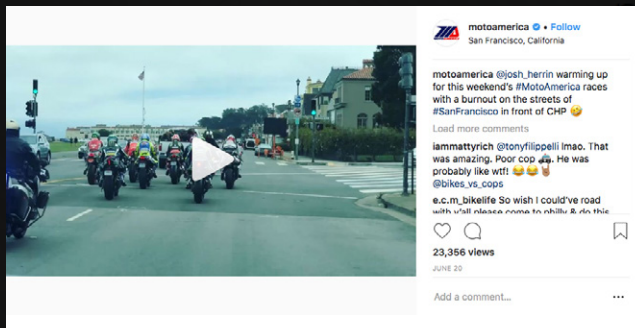 motoamerica • Follow
San Francisco, California
motoamerica @josh_herrin warming up
for this weekend's #MotoAmerica races
with a burnout on the streets of
#SanFrancisco in front of CHP 🤣
Load more comments
iammattyrich @tonyfilippelli lmao. That
was amazing. Poor cop 🚓. He was
probably like wtf! 😂😂🤘🏼
@bikes_vs_cops
e.c.m_bikelife So wish I could've road
with y'all please come to philly & do this
23,356 views
JUNE 20
Add a comment...